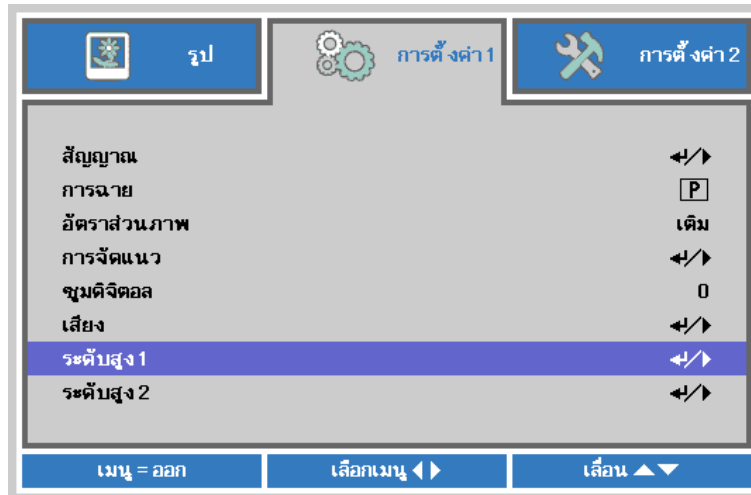 รูป
การตั้งค่า 1
การตั้งค่า 2
สัญญาณ ↵/▶
การฉาย P
อัตราส่วนภาพ เติม
การจัดแนว ↵/▶
ซูมดิจิตอล 0
เสียง ↵/▶
ระดับสูง 1 ↵/▶
ระดับสูง 2 ↵/▶
เมนู = ออก
เลือกเมนู ◀ ▶
เลื่อน ▲ ▼